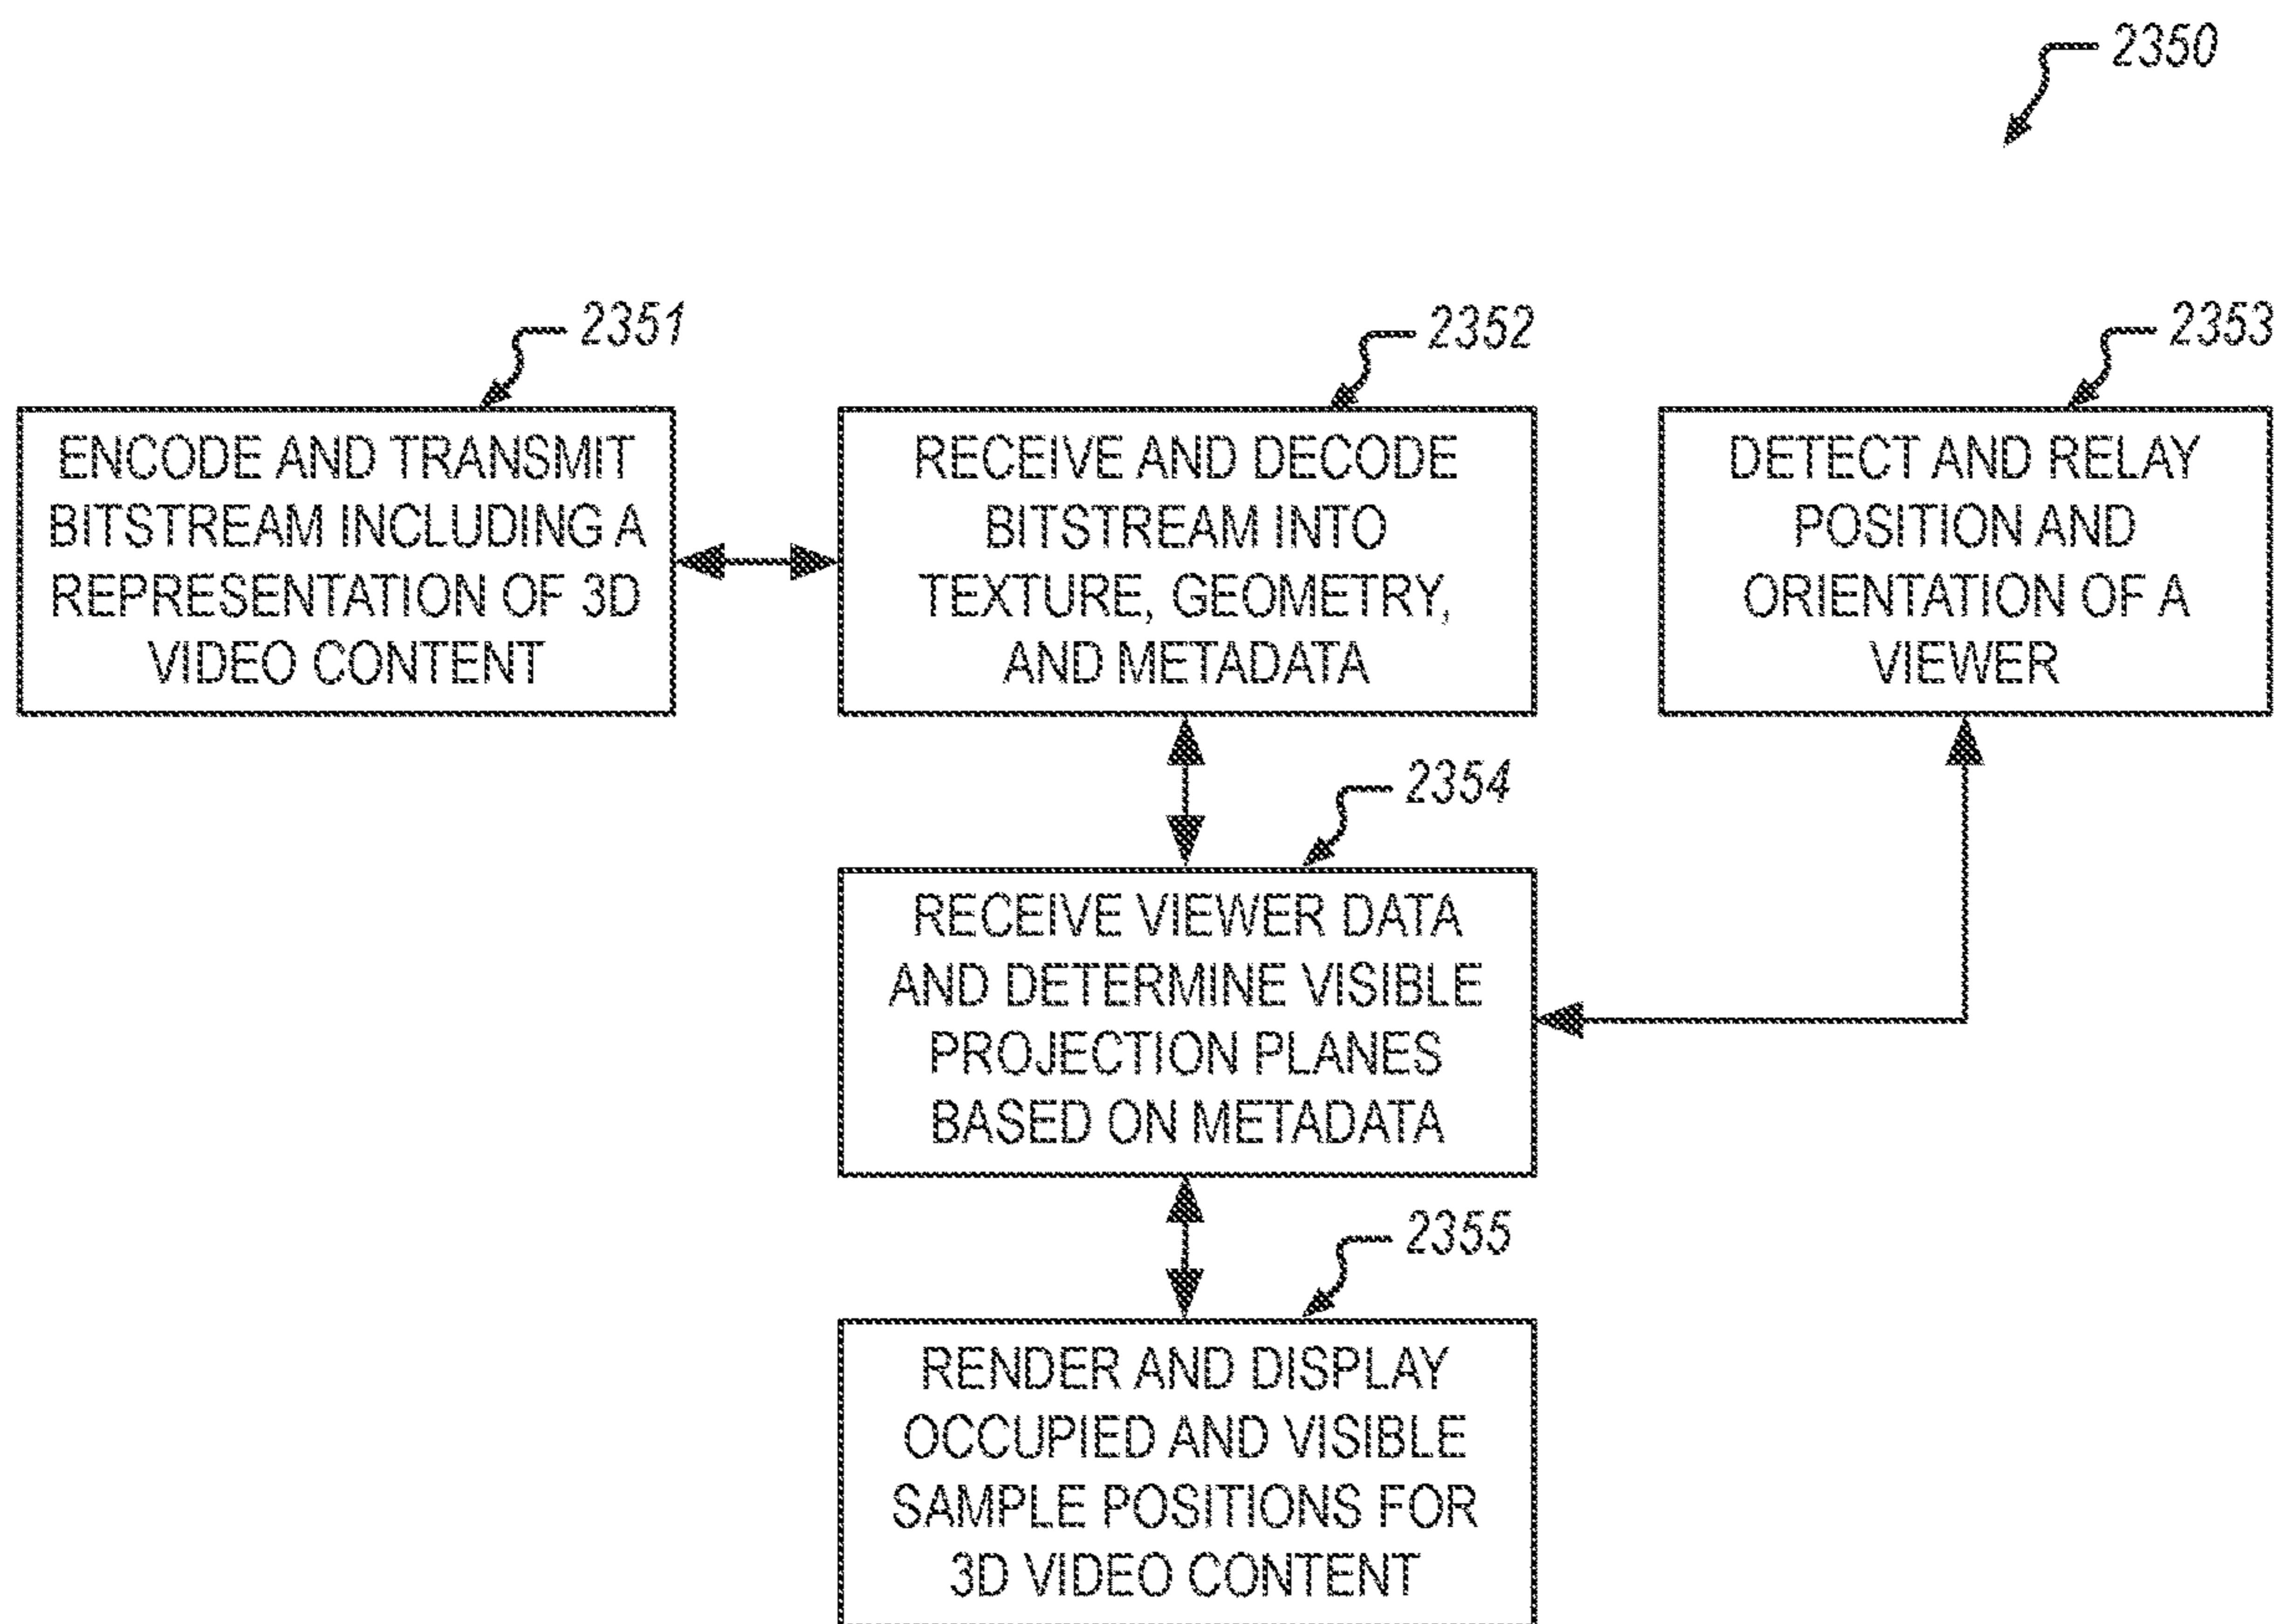 2350
2351
ENCODE AND TRANSMIT
BITSTREAM INCLUDING A
REPRESENTATION OF 3D
VIDEO CONTENT
2352
RECEIVE AND DECODE
BITSTREAM INTO
TEXTURE, GEOMETRY,
AND METADATA
2353
DETECT AND RELAY
POSITION AND
ORIENTATION OF A
VIEWER
2354
RECEIVE VIEWER DATA
AND DETERMINE VISIBLE
PROJECTION PLANES
BASED ON METADATA
2355
RENDER AND DISPLAY
OCCUPIED AND VISIBLE
SAMPLE POSITIONS FOR
3D VIDEO CONTENT